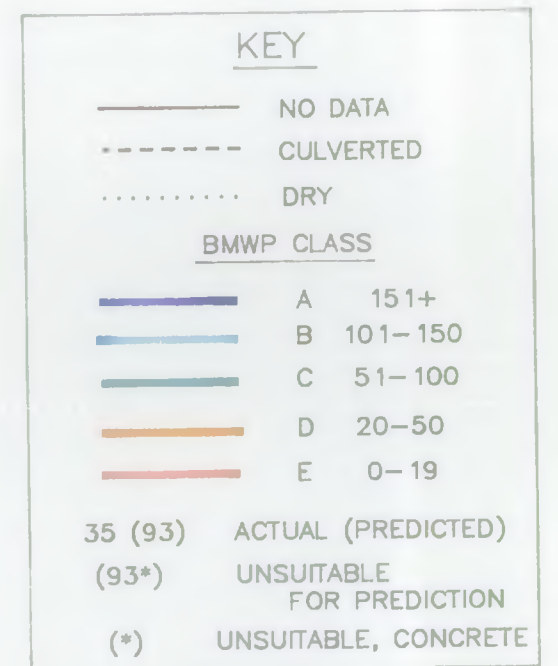 KEY
NO DATA
CULVERTED
DRY
BMWP CLASS
A 151+
B 101-150
C 51-100
D 20-50
E 0-19
35 (93) ACTUAL (PREDICTED)
(93*) UNSUITABLE
FOR PREDICTION
(*) UNSUITABLE, CONCRETE